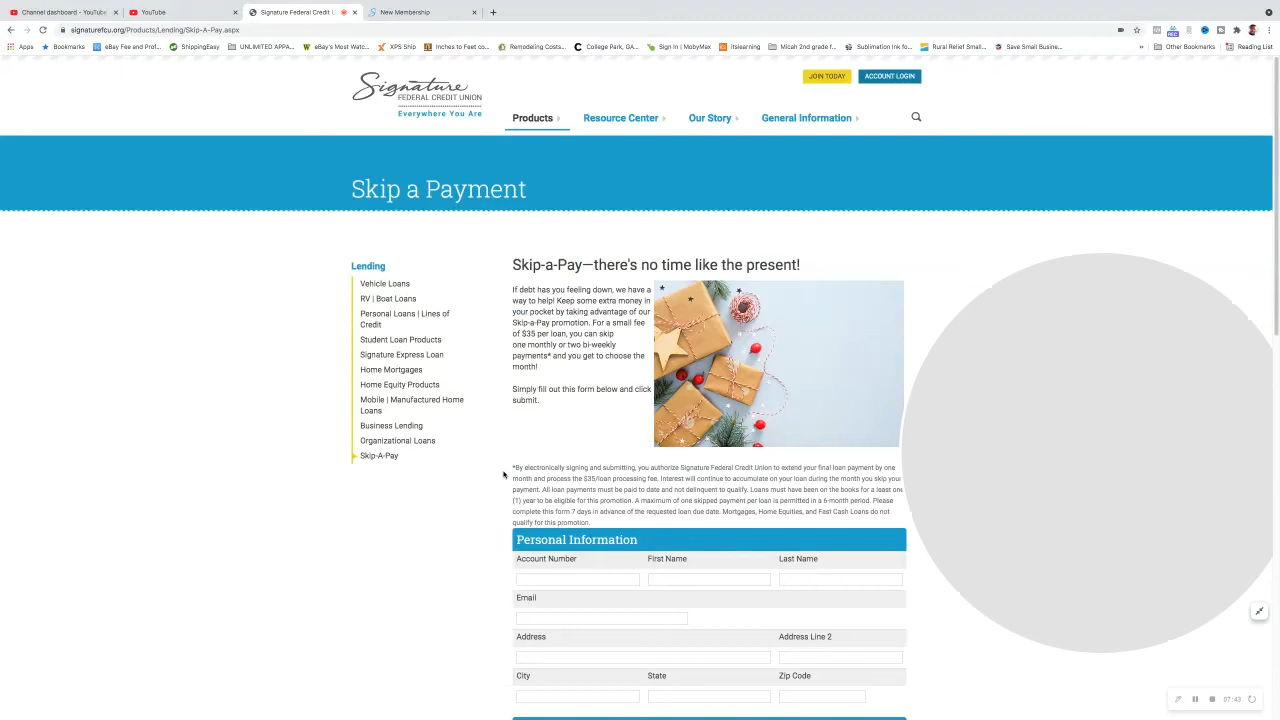 Channel dashboard - YouTube
YouTube
Signature Federal Credit U
New Membership
signaturefcu.org/Products/Lending/Skip-A-Pay.aspx
Apps
Bookmarks
eBay Fee and Prof...
ShippingEasy
UNLIMITED APPA...
eBay's Most Watc...
XPS Ship
Inches to Feet co...
Remodeling Costs...
College Park, GA...
Sign In | MobyMax
itslearning
Micah 2nd grade f...
Sublimation Ink fo...
Rural Relief Small...
Save Small Busine...
»
Other Bookmarks
Reading List
Signature
FEDERAL CREDIT UNION
Everywhere You Are
JOIN TODAY
ACCOUNT LOGIN
Products
Resource Center
Our Story
General Information
Skip a Payment
Lending
Vehicle Loans
RV | Boat Loans
Personal Loans | Lines of
Credit
Student Loan Products
Signature Express Loan
Home Mortgages
Home Equity Products
Mobile | Manufactured Home
Loans
Business Lending
Organizational Loans
Skip-A-Pay
Skip-a-Pay—there's no time like the present!
If debt has you feeling down, we have a
way to help! Keep some extra money in
your pocket by taking advantage of our
Skip-a-Pay promotion. For a small fee
of $35 per loan, you can skip
one monthly or two bi-weekly
payments* and you get to choose the
month!
Simply fill out this form below and click
submit.
*By electronically signing and submitting, you authorize Signature Federal Credit Union to extend your final loan payment by one
month and process the $35/loan processing fee. Interest will continue to accumulate on your loan during the month you skip your
payment. All loan payments must be paid to date and not delinquent to qualify. Loans must have been on the books for a least one
(1) year to be eligible for this promotion. A maximum of one skipped payment per loan is permitted in a 6-month period. Please
complete this form 7 days in advance of the requested loan due date. Mortgages, Home Equities, and Fast Cash Loans do not
qualify for this promotion.
Personal Information
Account Number
First Name
Last Name
Email
Address
Address Line 2
City
State
Zip Code
07:43